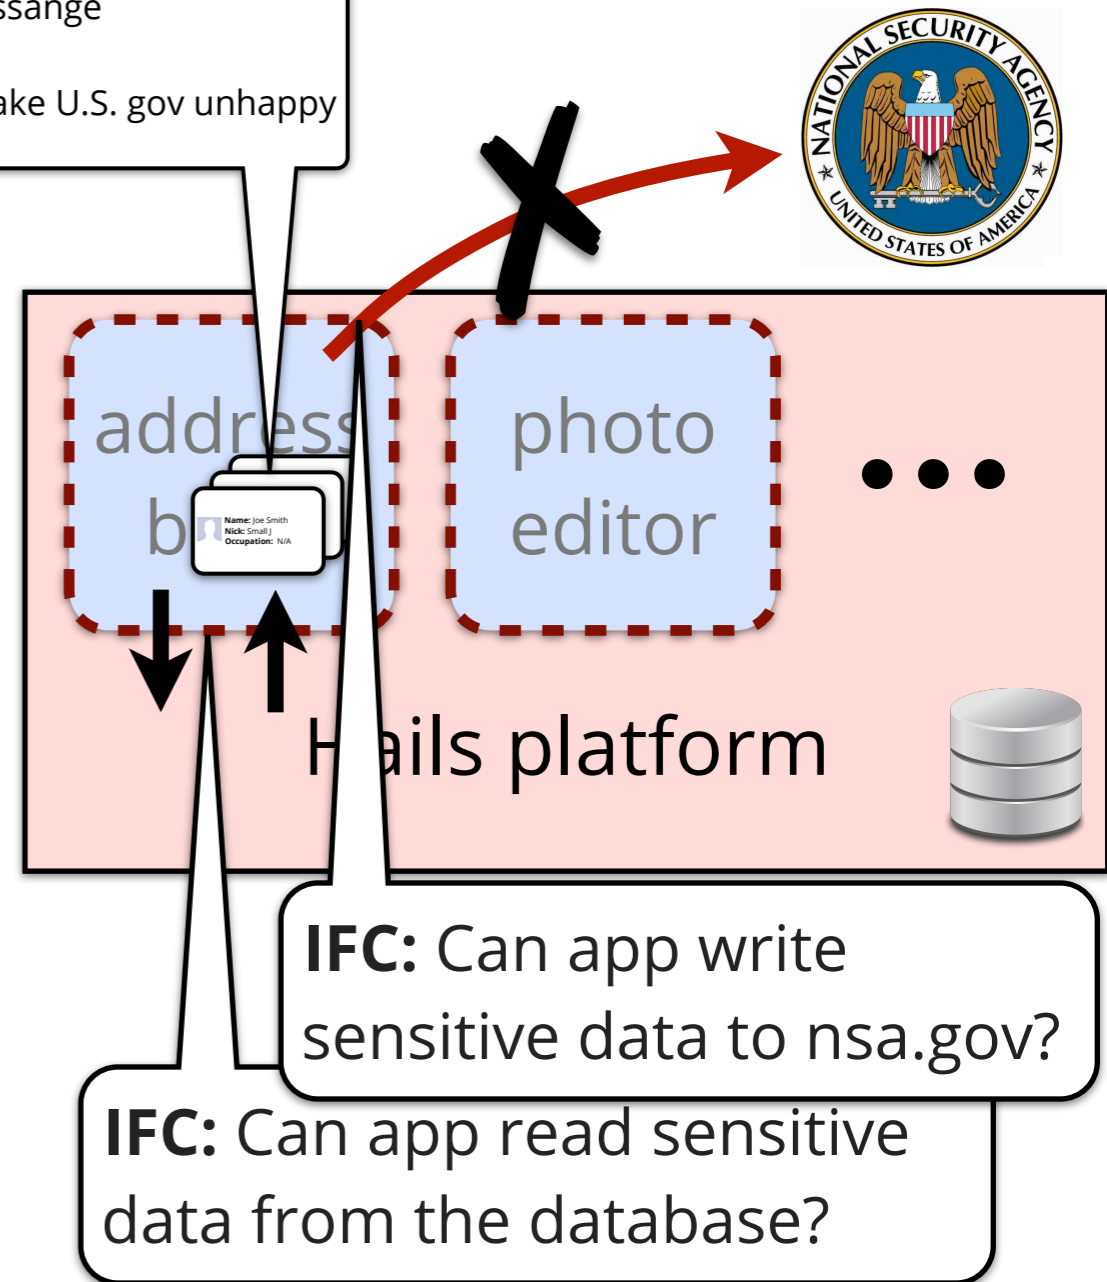 ssange
ake U.S. gov unhappy
NATIONAL SECURITY AGENCY
UNITED STATES OF AMERICA
address
b
Name: Joe Smith
Nick: Small J
Occupation: N/A
photo
editor
Hails platform
IFC: Can app write
sensitive data to nsa.gov?
IFC: Can app read sensitive
data from the database?